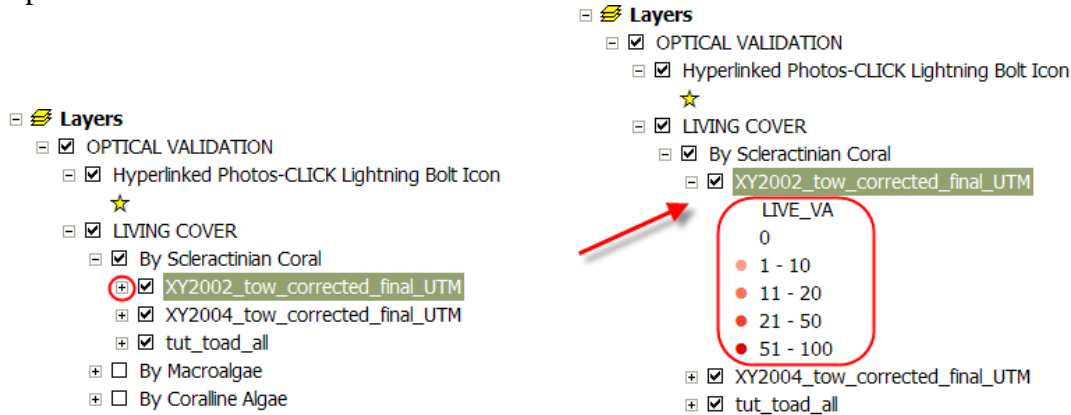 Layers
OPTICAL VALIDATION
Hyperlinked Photos-CLICK Lightning Bolt Icon
LIVING COVER
By Scleractinian Coral
XY2002_tow_corrected_final_UTM
XY2004_tow_corrected_final_UTM
tut_toad_all
By Macroalgae
By Coralline Algae
Layers
OPTICAL VALIDATION
Hyperlinked Photos-CLICK Lightning Bolt Icon
LIVING COVER
By Scleractinian Coral
XY2002_tow_corrected_final_UTM
LIVE_VA
0
1 - 10
11 - 20
21 - 50
51 - 100
XY2004_tow_corrected_final_UTM
tut_toad_all